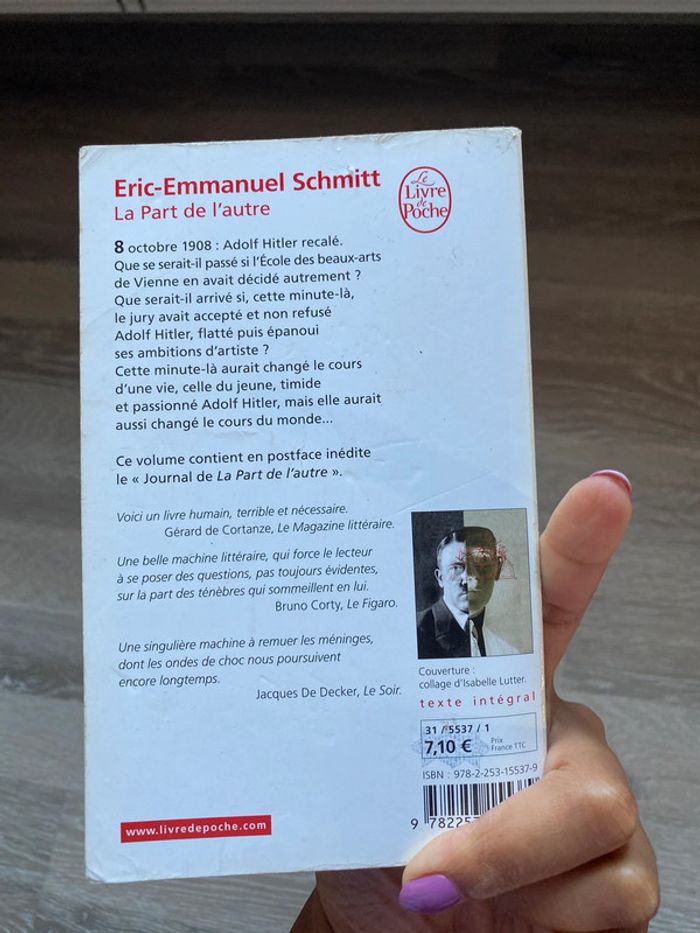 Eric-Emmanuel Schmitt
La Part de l'autre
Le
Livre
de
Poche
8 octobre 1908 : Adolf Hitler recalé.
Que se serait-il passé si l'École des beaux-arts
de Vienne en avait décidé autrement ?
Que serait-il arrivé si, cette minute-là,
le jury avait accepté et non refusé
Adolf Hitler, flatté puis épanoui
ses ambitions d'artiste ?
Cette minute-là aurait changé le cours
d'une vie, celle du jeune, timide
et passionné Adolf Hitler, mais elle aurait
aussi changé le cours du monde...
Ce volume contient en postface inédite
le « Journal de La Part de l'autre ».
Voici un livre humain, terrible et nécessaire.
Gérard de Cortanze, Le Magazine littéraire.
Une belle machine littéraire, qui force le lecteur
à se poser des questions, pas toujours évidentes,
sur la part des ténèbres qui sommeillent en lui.
Bruno Corty, Le Figaro.
Une singulière machine à remuer les méninges,
dont les ondes de choc nous poursuivent
encore longtemps.
Jacques De Decker, Le Soir.
Couverture :
collage d'Isabelle Lutter.
texte intégral
31 / 5537 / 1
7,10 € Prix
France TTC
ISBN : 978-2-253-15537-9
9 78225
www.livredepoche.com